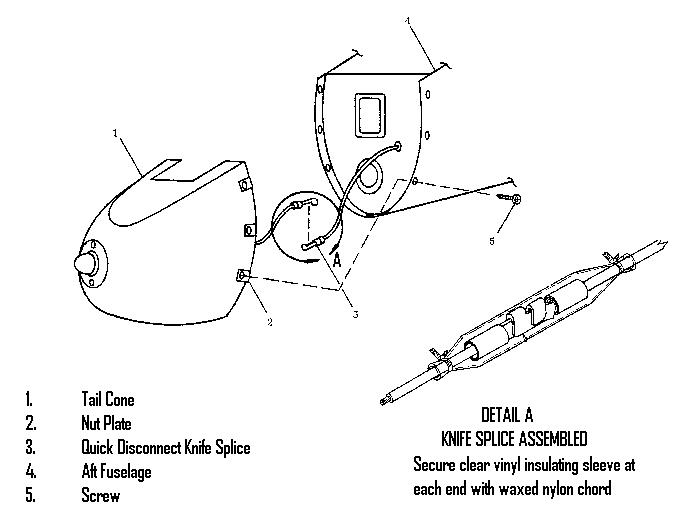 4
1
A
5
2
3
1. Tail Cone
2. Nut Plate
3. Quick Disconnect Knife Splice
4. Aft Fuselage
5. Screw
DETAIL A
KNIFE SPLICE ASSEMBLED
Secure clear vinyl insulating sleeve at
each end with waxed nylon chord